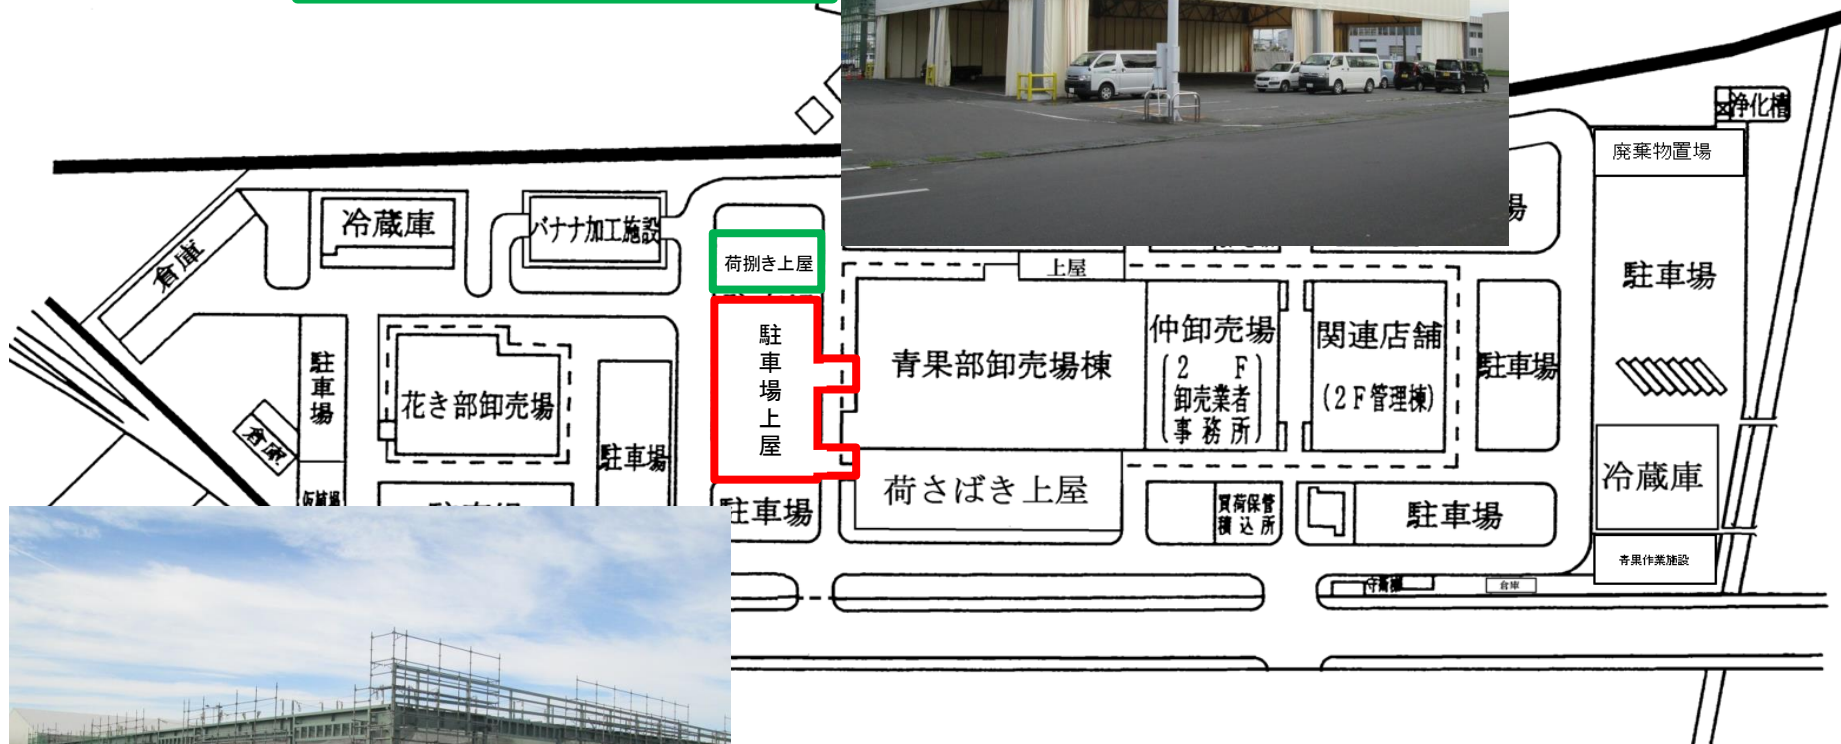 浄化槽
廃棄物置場
冷蔵庫
バナナ加工施設
場
倉庫
荷捌き上屋
上屋
駐車場
駐車場上屋
仲卸売場
(2F
卸売業者
事務所)
関連店舗
(2F管理棟)
青果部卸売場棟
駐車場
駐車場
花き部卸売場
倉庫
駐車場
冷蔵庫
荷さばき上屋
駐車場
買荷保管
積込所
駐車場
青果作業施設
守衛棟
倉庫